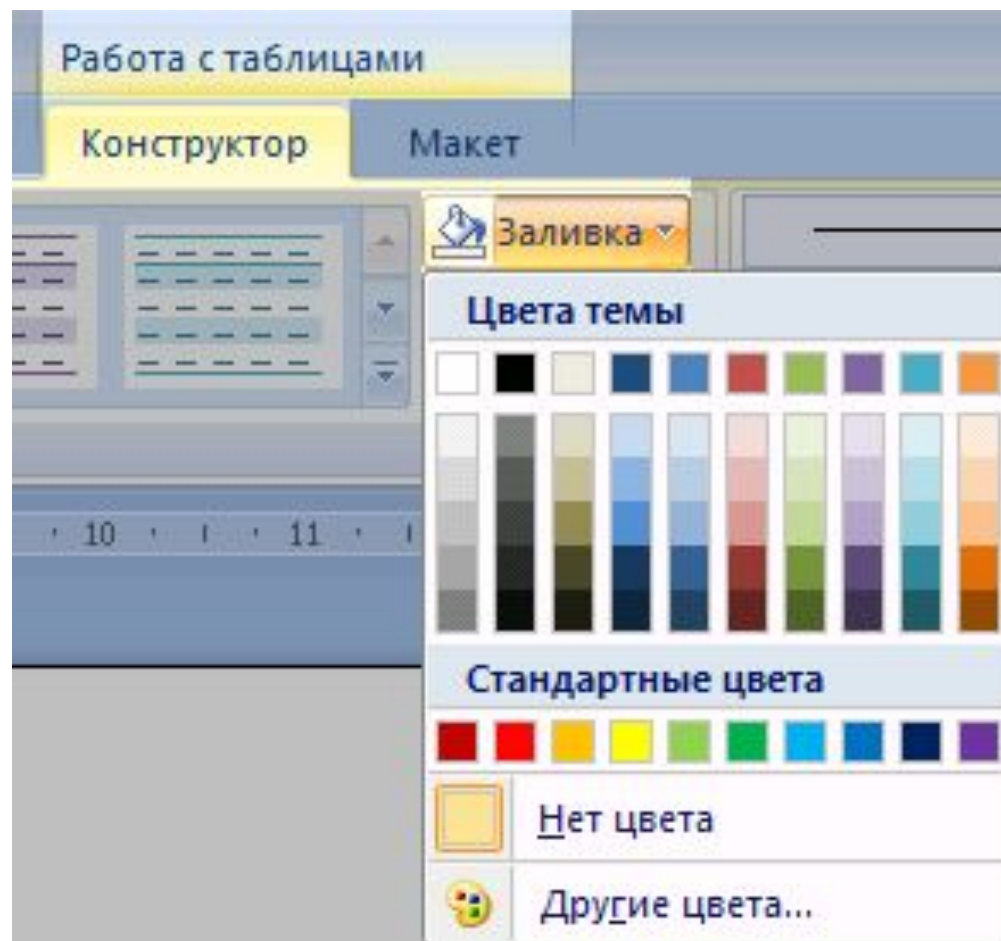 Работа с таблицами
Конструктор Макет
Заливка
Цвета темы
10 11
Стандартные цвета
Нет цвета
Другие цвета...